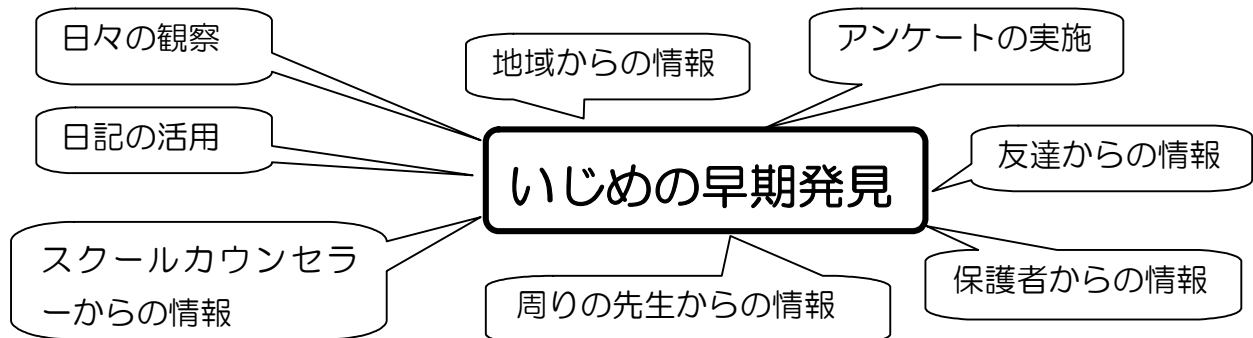 日々の観察
地域からの情報
アンケートの実施
日記の活用
いじめの早期発見
友達からの情報
スクールカウンセラ
ーからの情報
周りの先生からの情報
保護者からの情報